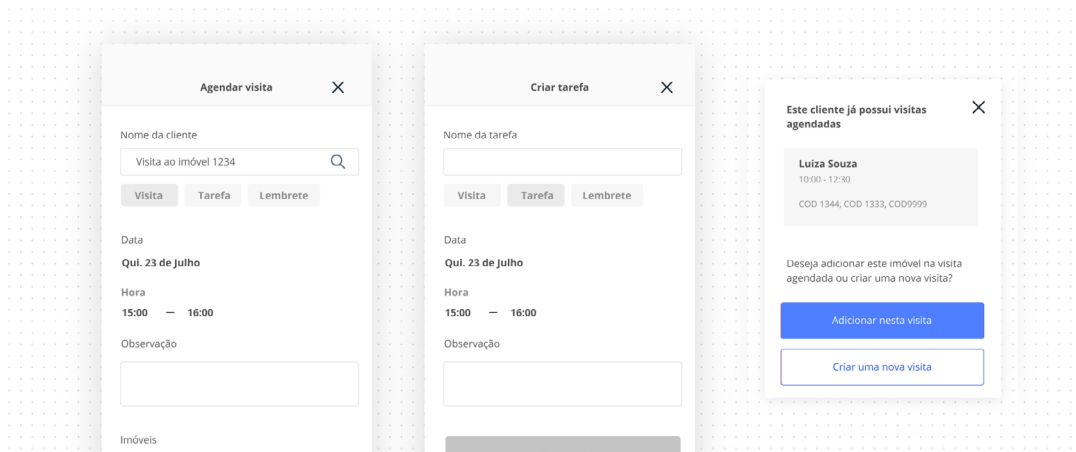 Agendar visita
Nome da cliente
Visita ao imóvel 1234
Visita Tarefa Lembrete
Data
Qui. 23 de Julho
Hora
15:00 — 16:00
Observação
Imóveis
Criar tarefa
Nome da tarefa
Visita Tarefa Lembrete
Data
Qui. 23 de Julho
Hora
15:00 — 16:00
Observação
Este cliente já possui visitas
agendadas
Luiza Souza
10:00 - 12:30
COD 1344, COD 1333, COD9999
Deseja adicionar este imóvel na visita
agendada ou criar uma nova visita?
Adicionar nesta visita
Criar uma nova visita